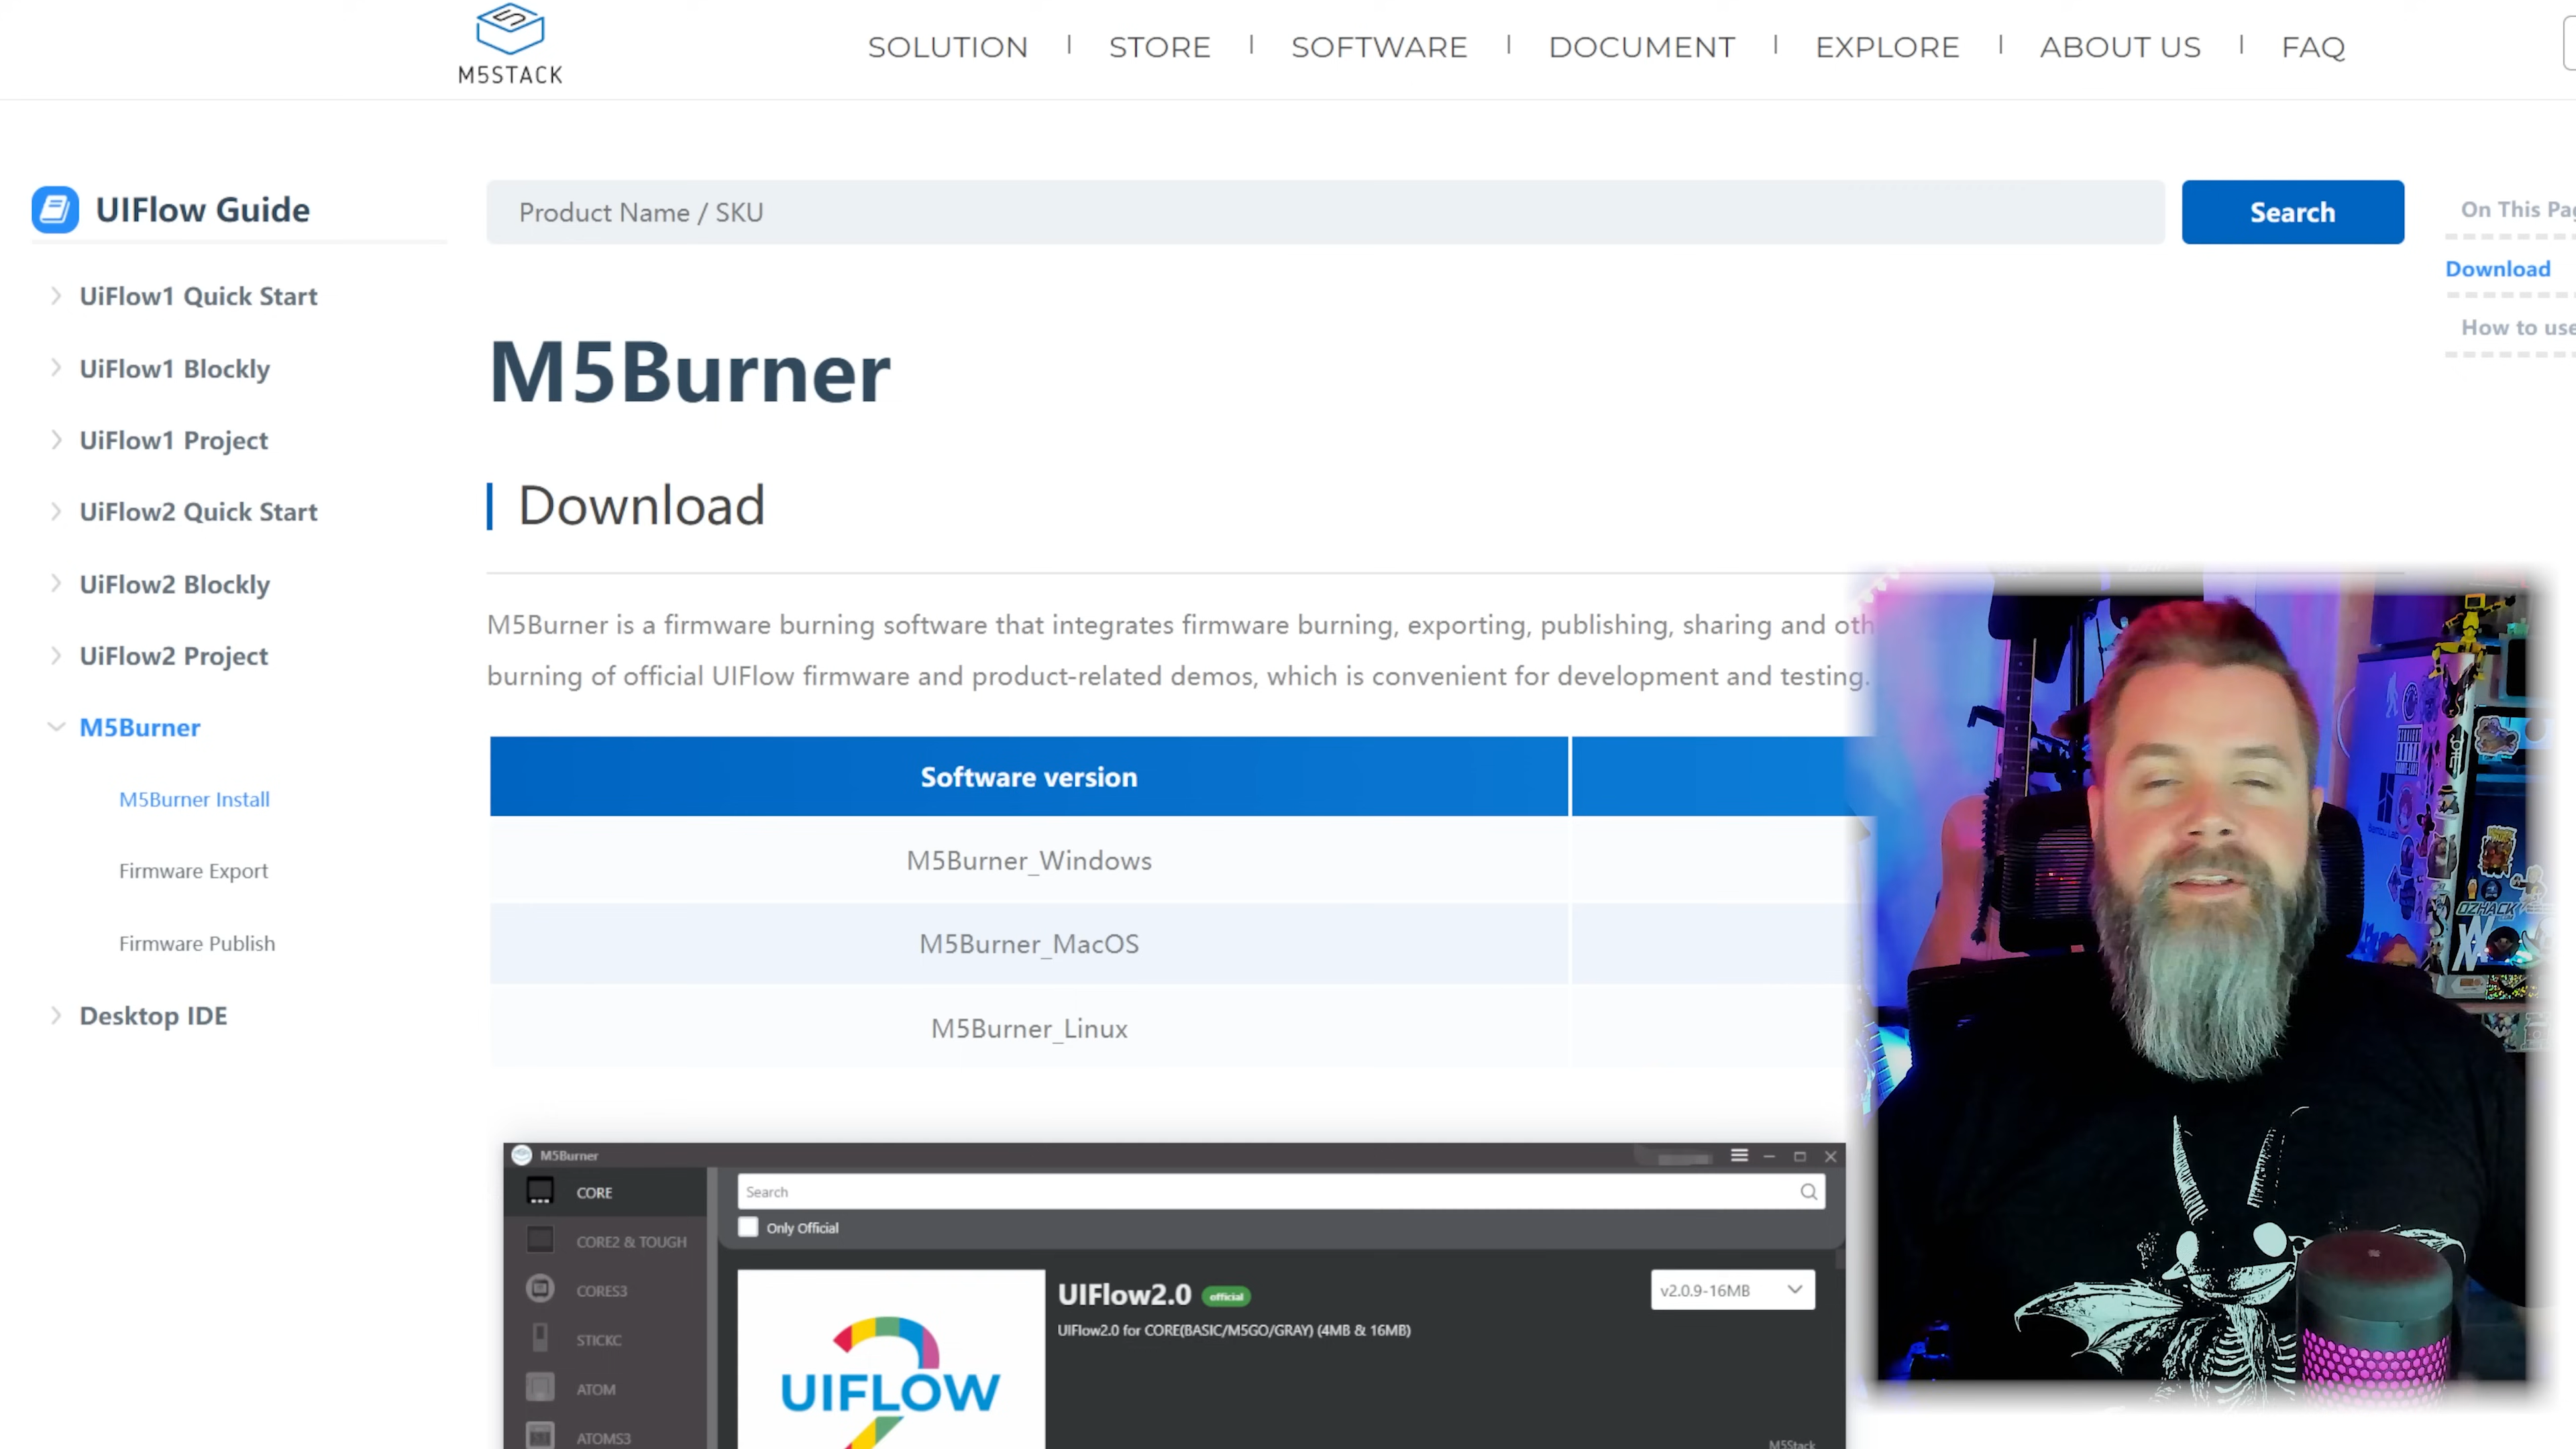 M5STACK
SOLUTION
STORE
SOFTWARE
DOCUMENT
EXPLORE
ABOUT US
FAQ
UIFlow Guide
UiFlow1 Quick Start
UiFlow1 Blockly
UiFlow1 Project
UiFlow2 Quick Start
UiFlow2 Blockly
UiFlow2 Project
M5Burner
M5Burner Install
Firmware Export
Firmware Publish
Desktop IDE
Product Name / SKU
Search
On This Pag
Download
How to use
M5Burner
Download
M5Burner is a firmware burning software that integrates firmware burning, exporting, publishing, sharing and oth
burning of official UIFlow firmware and product-related demos, which is convenient for development and testing.
Software version
M5Burner_Windows
M5Burner_MacOS
M5Burner_Linux
M5Burner
CORE
CORE2 & TOUGH
CORES3
STICKC
ATOM
ATOMS3
Search
Only Official
UIFlow2.0 official
v2.0.9-16MB
UIFlow2.0 for CORE(BASIC/M5GO/GRAY) (4MB & 16MB)
UIFLOW
M5Stack
OZHACK